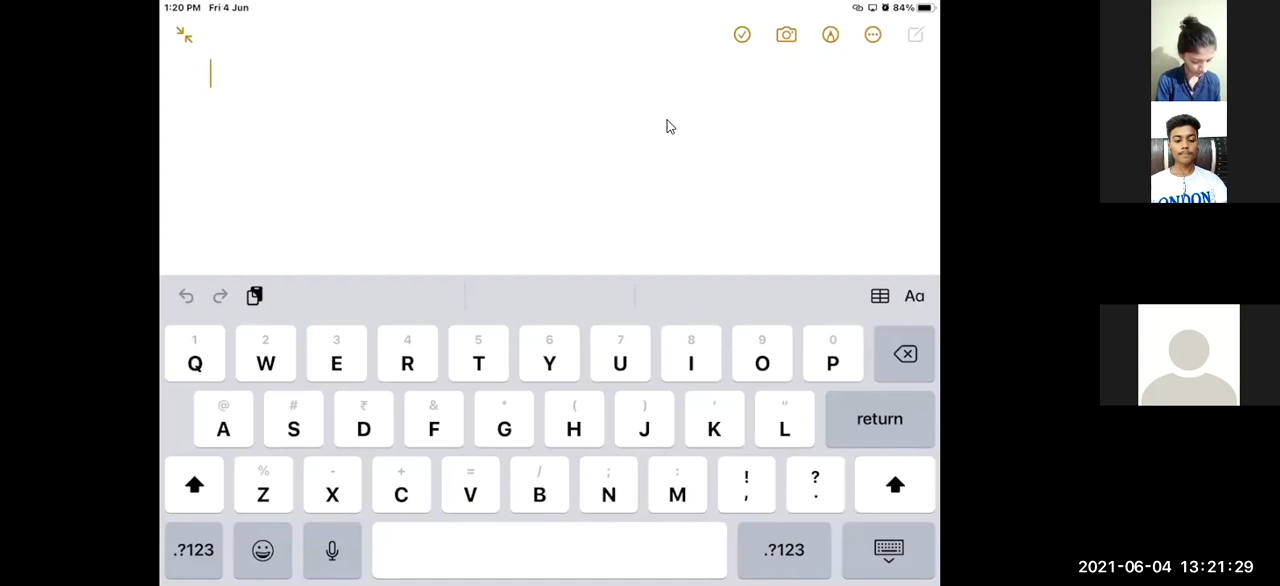 1:20 PM Fri 4 Jun 84%
Aa
1 2 3 4 5 6 7 8 9 0
Q W E R T Y U I O P
@ # ₹ & * ( ) ' "
A S D F G H J K L return
% - + = / ; : ! ?
Z X C V B N M , .
.?123 .?123
LONDON
2021-06-04 13:21:29